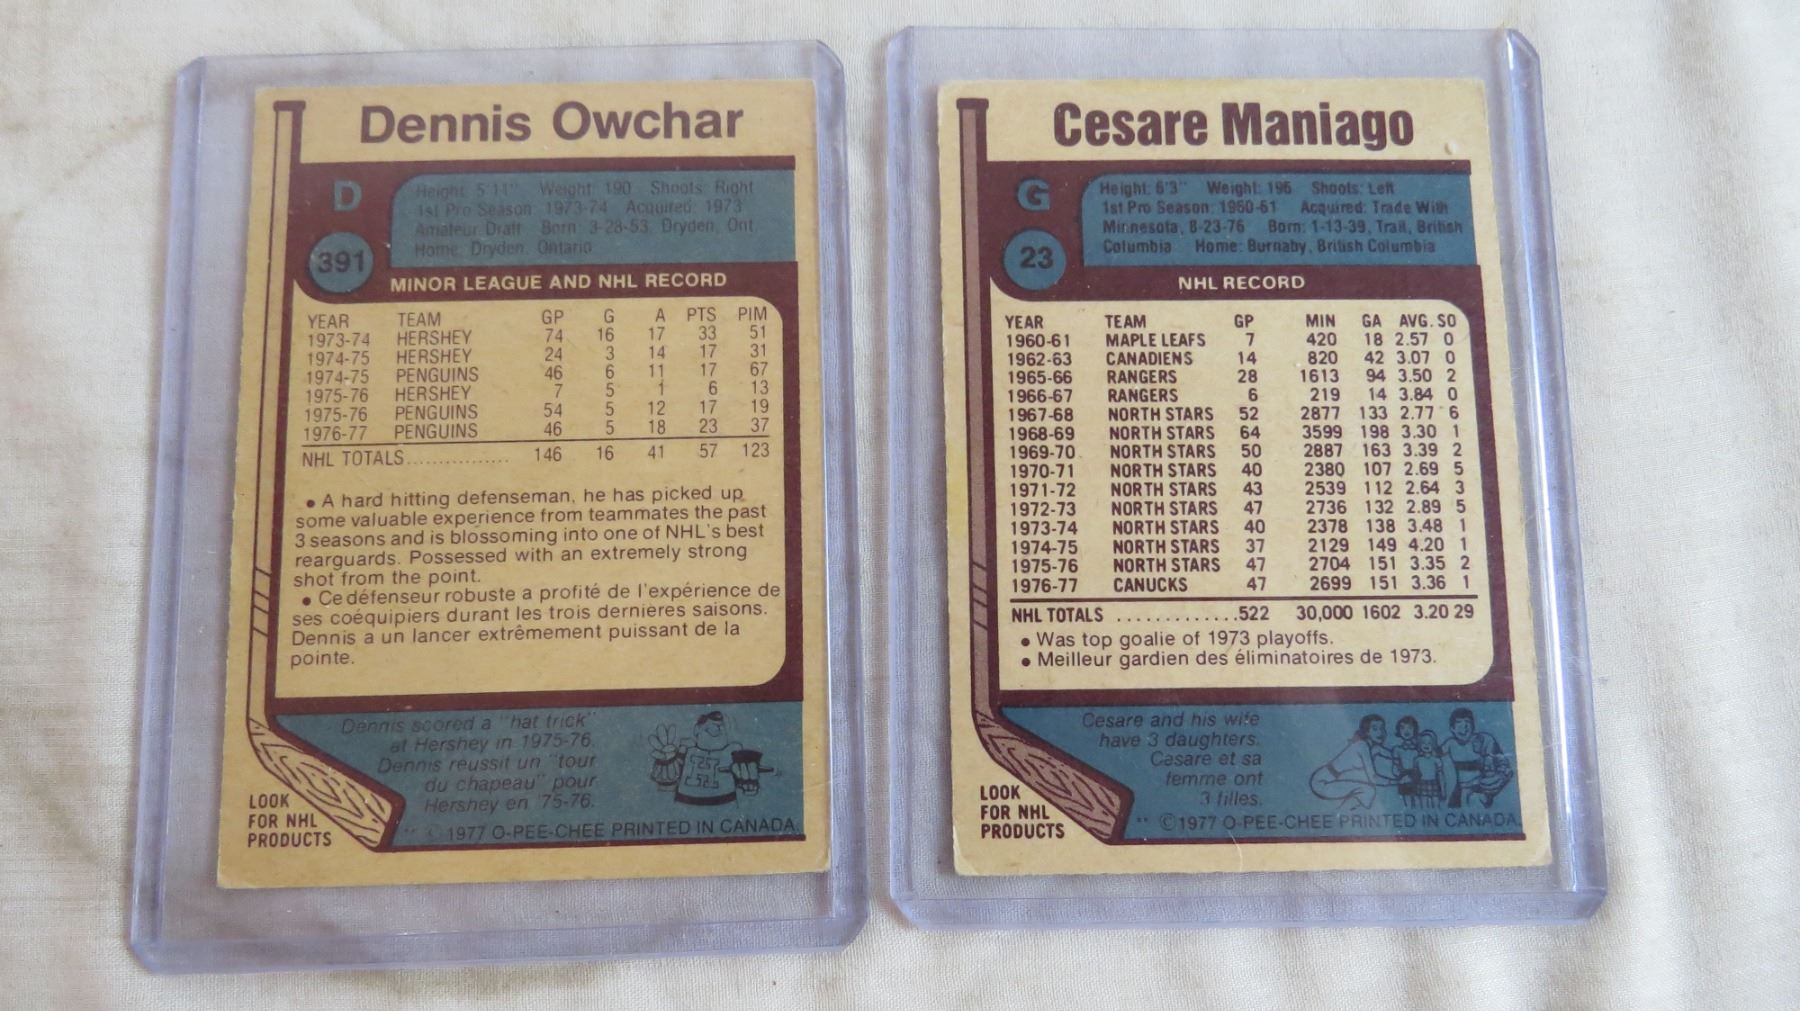 Dennis Owchar
D
Height: 5'11" Weight: 190 Shoots: Right
1st Pro Season: 1973-74 Acquired: 1973
Amateur Draft Born: 3-28-53, Dryden, Ont.
Home: Dryden, Ontario
391
MINOR LEAGUE AND NHL RECORD
YEAR TEAM GP G A PTS PIM
1973-74 HERSHEY 74 16 17 33 51
1974-75 HERSHEY 24 3 14 17 31
1974-75 PENGUINS 46 6 11 17 67
1975-76 HERSHEY 7 5 1 6 13
1975-76 PENGUINS 54 5 12 17 19
1976-77 PENGUINS 46 5 18 23 37
NHL TOTALS................ 146 16 41 57 123
• A hard hitting defenseman, he has picked up
some valuable experience from teammates the past
3 seasons and is blossoming into one of NHL's best
rearguards. Possessed with an extremely strong
shot from the point.
• Ce défenseur robuste a profité de l'expérience de
ses coéquipiers durant les trois dernières saisons.
Dennis a un lancer extrêmement puissant de la
pointe.
Dennis scored a "hat trick"
at Hershey in 1975-76.
Dennis réussit un "tour
du chapeau" pour
Hershey en '75-76.
LOOK
FOR NHL
PRODUCTS
** ©1977 O-PEE-CHEE PRINTED IN CANADA.
Cesare Maniago
G
Height: 6'3" Weight: 195 Shoots: Left
1st Pro Season: 1960-61 Acquired: Trade With
Minnesota, 8-23-76 Born: 1-13-39, Trail, British
Columbia Home: Burnaby, British Columbia
23
NHL RECORD
YEAR TEAM GP MIN GA AVG. SO
1960-61 MAPLE LEAFS 7 420 18 2.57 0
1962-63 CANADIENS 14 820 42 3.07 0
1965-66 RANGERS 28 1613 94 3.50 2
1966-67 RANGERS 6 219 14 3.84 0
1967-68 NORTH STARS 52 2877 133 2.77 6
1968-69 NORTH STARS 64 3599 198 3.30 1
1969-70 NORTH STARS 50 2887 163 3.39 2
1970-71 NORTH STARS 40 2380 107 2.69 5
1971-72 NORTH STARS 43 2539 112 2.64 3
1972-73 NORTH STARS 47 2736 132 2.89 5
1973-74 NORTH STARS 40 2378 138 3.48 1
1974-75 NORTH STARS 37 2129 149 4.20 1
1975-76 NORTH STARS 47 2704 151 3.35 2
1976-77 CANUCKS 47 2699 151 3.36 1
NHL TOTALS .............522 30,000 1602 3.20 29
• Was top goalie of 1973 playoffs.
• Meilleur gardien des éliminatoires de 1973.
Cesare and his wife
have 3 daughters.
Cesare et sa
femme ont
3 filles.
LOOK
FOR NHL
PRODUCTS
** ©1977 O-PEE-CHEE PRINTED IN CANADA.